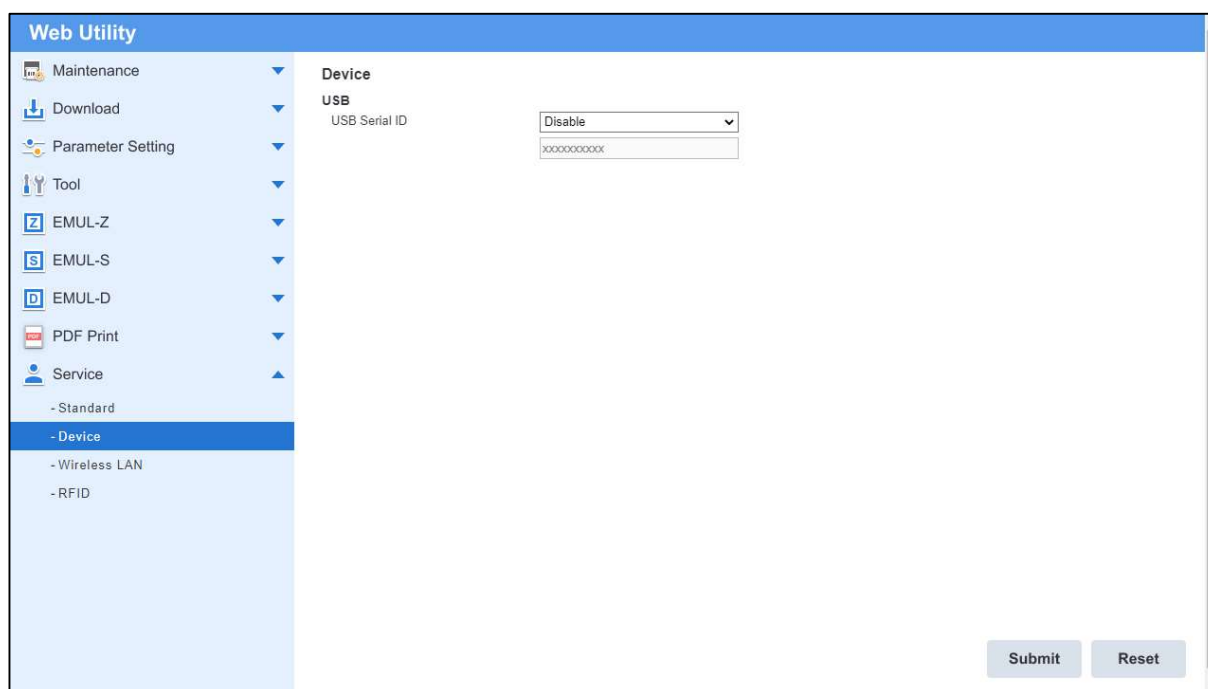 Web Utility
Maintenance
Download
Parameter Setting
Tool
Z EMUL-Z
S EMUL-S
D EMUL-D
PDF PDF Print
Service
- Standard
- Device
- Wireless LAN
- RFID
Device
USB
USB Serial ID Disable
xxxxxxxxxx
Submit Reset